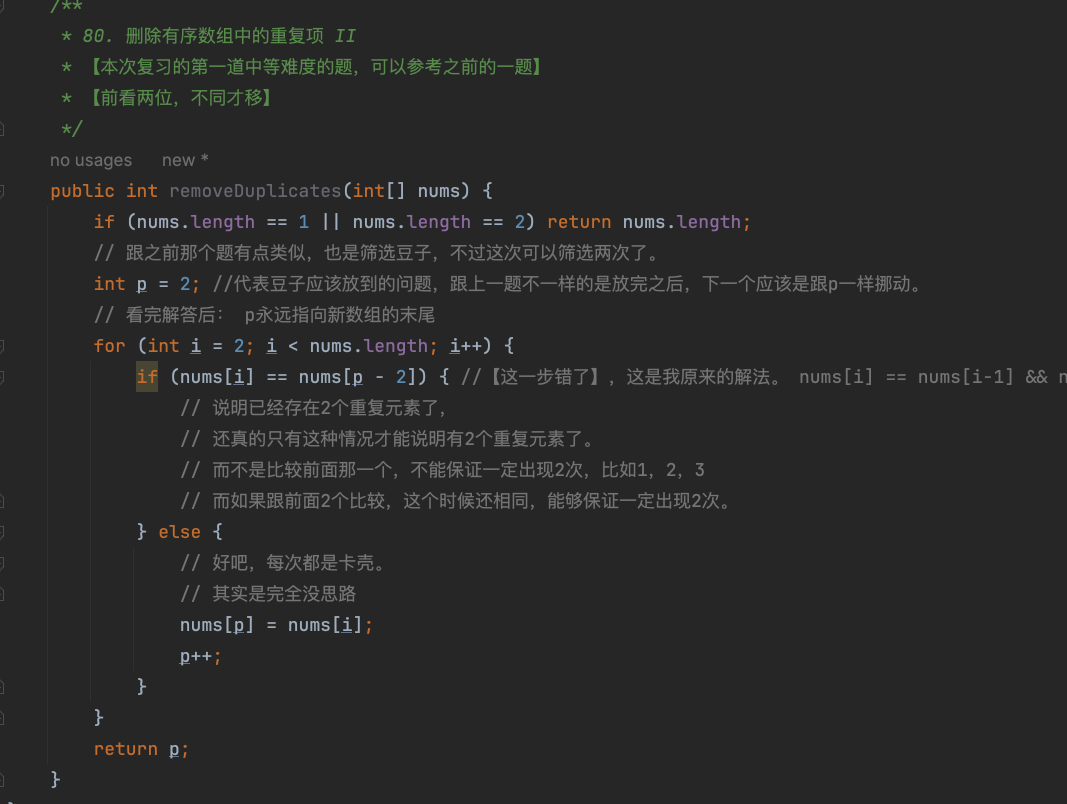 /**
* 80. 删除有序数组中的重复项 II
* 【本次复习的第一道中等难度的题，可以参考之前的一题】
* 【前看两位，不同才移】
*/
no usages new *
public int removeDuplicates(int[] nums) {
if (nums.length == 1 || nums.length == 2) return nums.length;
// 跟之前那个题有点类似，也是筛选豆子，不过这次可以筛选两次了。
int p = 2; //代表豆子应该放到的问题，跟上一题不一样的是放完之后，下一个应该是跟p一样挪动。
// 看完解答后： p永远指向新数组的末尾
for (int i = 2; i < nums.length; i++) {
if (nums[i] == nums[p - 2]) { //【这一步错了】，这是我原来的解法。 nums[i] == nums[i-1] && n
// 说明已经存在2个重复元素了，
// 还真的只有这种情况才能说明有2个重复元素了。
// 而不是比较前面那一个，不能保证一定出现2次，比如1，2，3
// 而如果跟前面2个比较，这个时候还相同，能够保证一定出现2次。
} else {
// 好吧，每次都是卡壳。
// 其实是完全没思路
nums[p] = nums[i];
p++;
}
}
return p;
}